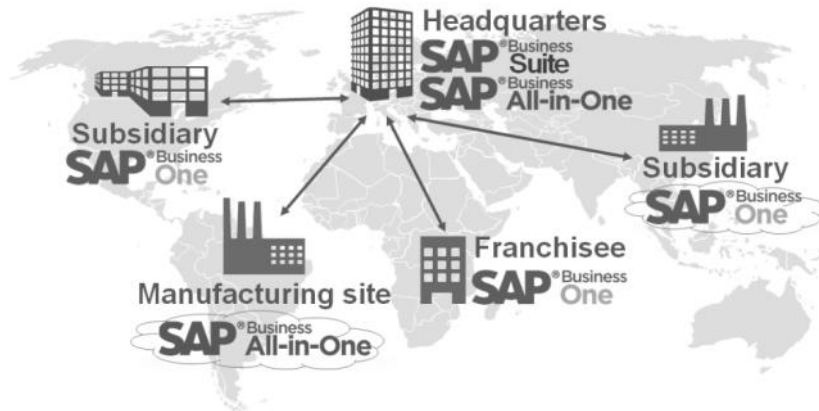 Headquarters
SAP® Business Suite
SAP® Business All-in-One
Subsidiary
SAP® Business One
Subsidiary
SAP® Business One
Manufacturing site
SAP® Business All-in-One
Franchisee
SAP® Business One